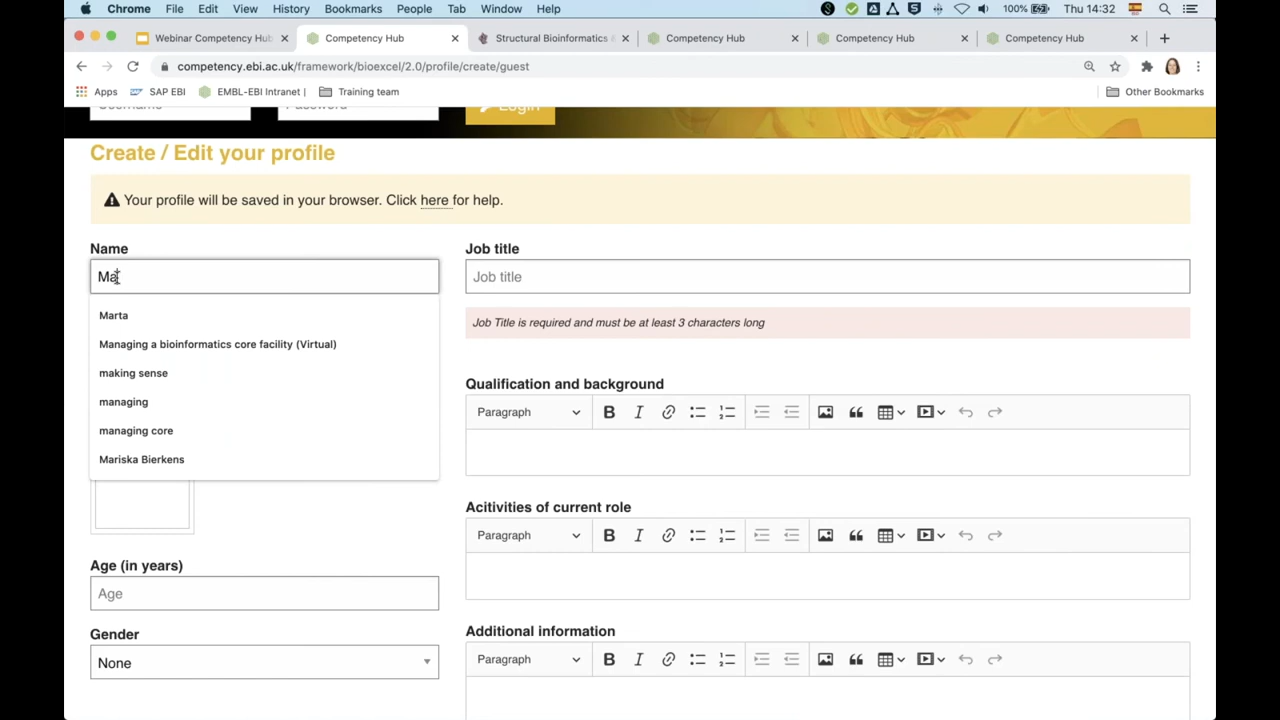 Chrome File Edit View History Bookmarks People Tab Window Help 100% Thu 14:32
Webinar Competency Hub Competency Hub Structural Bioinformatics Competency Hub Competency Hub Competency Hub
competency.ebi.ac.uk/framework/bioexcel/2.0/profile/create/guest
Apps SAP EBI EMBL-EBI Intranet | Training team Other Bookmarks
Username Password Login
Create / Edit your profile
Your profile will be saved in your browser. Click here for help.
Name
Ma
Marta
Managing a bioinformatics core facility (Virtual)
making sense
managing
managing core
Mariska Bierkens
Age (in years)
Age
Gender
None
Job title
Job title
Job Title is required and must be at least 3 characters long
Qualification and background
Paragraph B I
Acitivities of current role
Paragraph B I
Additional information
Paragraph B I